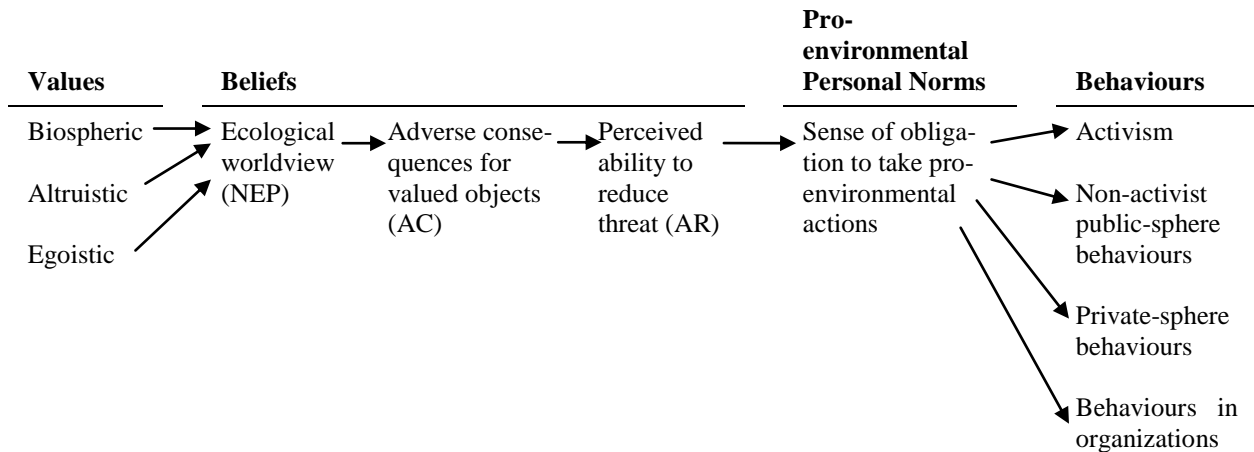 Pro-
environmental
Personal Norms
Values
Beliefs
Behaviours
Biospheric
Altruistic
Egoistic
Ecological
worldview
(NEP)
Adverse conse-
quences for
valued objects
(AC)
Perceived
ability to
reduce
threat (AR)
Sense of obliga-
tion to take pro-
environmental
actions
Activism
Non-activist
public-sphere
behaviours
Private-sphere
behaviours
Behaviours in
organizations